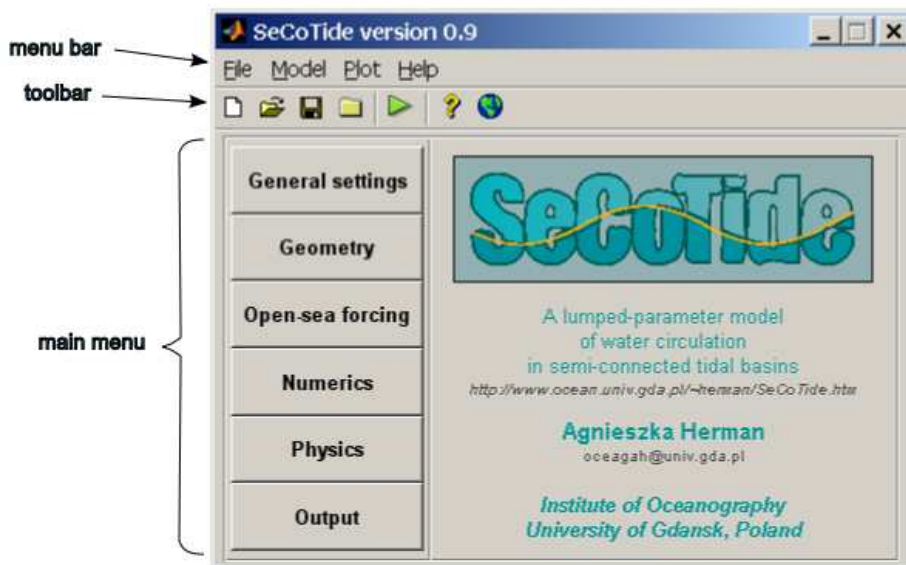 SeCoTide version 0.9
menu bar
File Model Plot Help
toolbar
main menu
General settings
Geometry
Open-sea forcing
Numerics
Physics
Output
SeCoTide
A lumped-parameter model
of water circulation
in semi-connected tidal basins
http://www.ocean.univ.gda.pl/~herman/SeCoTide.htm
Agnieszka Herman
oceagah@univ.gda.pl
Institute of Oceanography
University of Gdansk, Poland